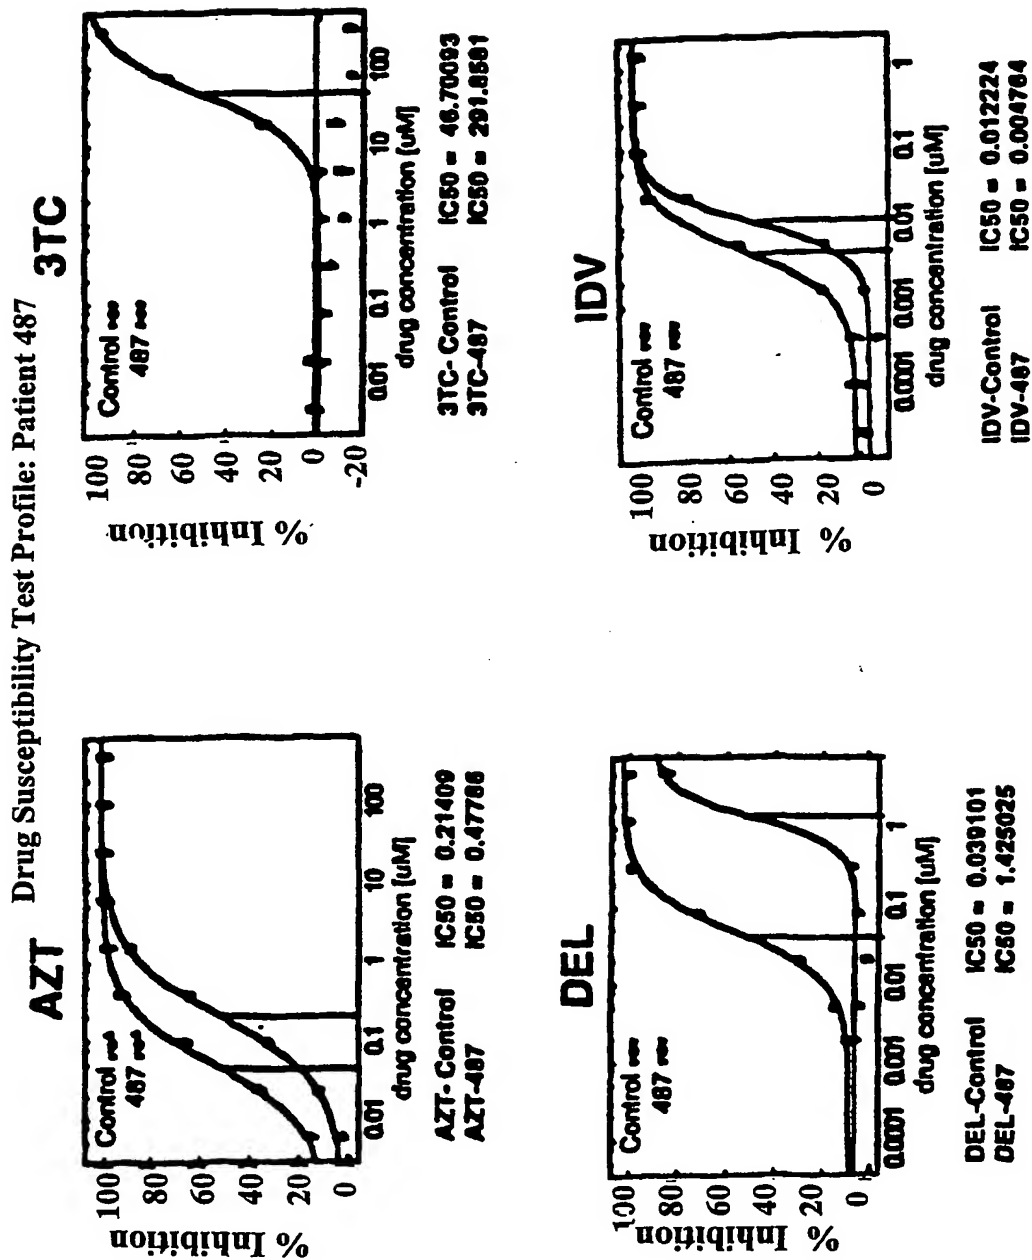 Drug Susceptibility Test Profile: Patient 487
AZT
% Inhibition
100
80
60
40
20
0
Control
487
0.01
0.1
1
10
100
drug concentration [uM]
AZT- Control IC50 = 0.21409
AZT-487 IC50 = 0.47786
3TC
% Inhibition
100
80
60
40
20
0
-20
Control
487
0.01
0.1
1
10
100
drug concentration [uM]
3TC- Control IC50 = 46.70093
3TC-487 IC50 = 291.8581
DEL
% Inhibition
100
80
60
40
20
0
Control
487
0.0001
0.001
0.01
0.1
1
drug concentration [uM]
DEL-Control IC50 = 0.039101
DEL-487 IC50 = 1.425025
IDV
% Inhibition
100
80
60
40
20
0
Control
487
0.0001
0.001
0.01
0.1
1
drug concentration [uM]
IDV-Control IC50 = 0.012224
IDV-487 IC50 = 0.004764